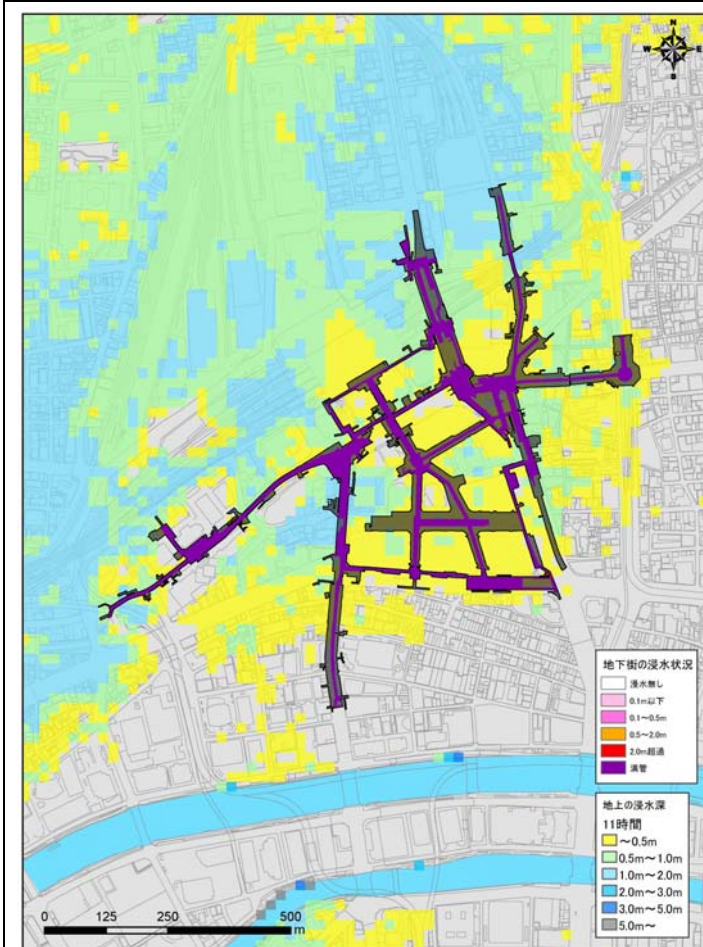 N
W
E
S
地下街の浸水状況
浸水無し
0.1m以下
0.1～0.5m
0.5～2.0m
2.0m超過
満管
地上の浸水深
11時間
～0.5m
0.5m～1.0m
1.0m～2.0m
2.0m～3.0m
3.0m～5.0m
5.0m～
0 125 250 500
m